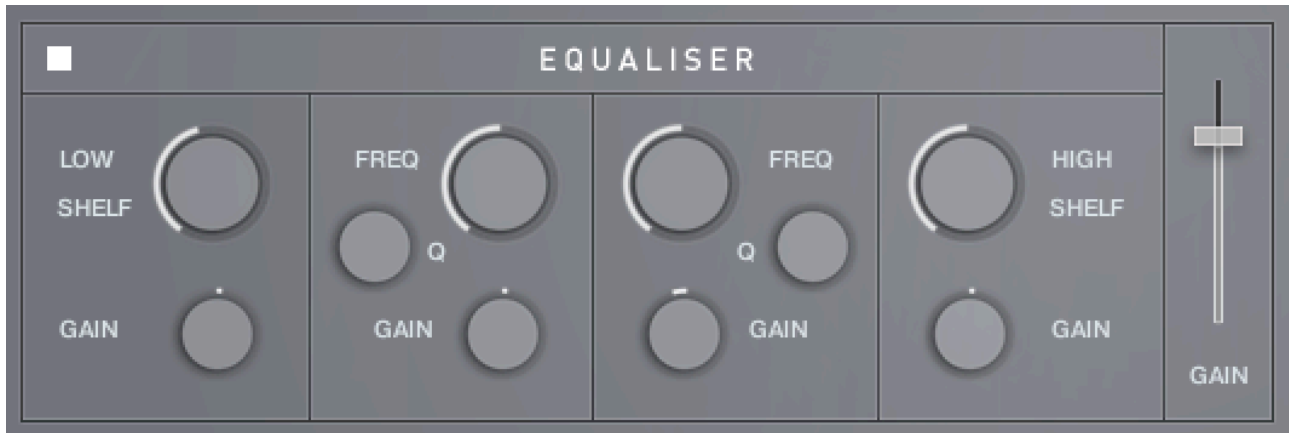 EQUALISER
LOW
SHELF
GAIN
FREQ
Q
GAIN
FREQ
Q
GAIN
HIGH
SHELF
GAIN
GAIN